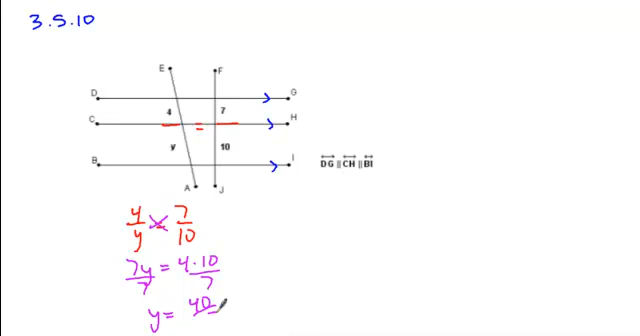 3.5.10
E F
D G
4 7
C = H
y 10
B I
DG || CH || BI
A J
4/y = 7/10
7y/7 = 4·10/7
y = 40